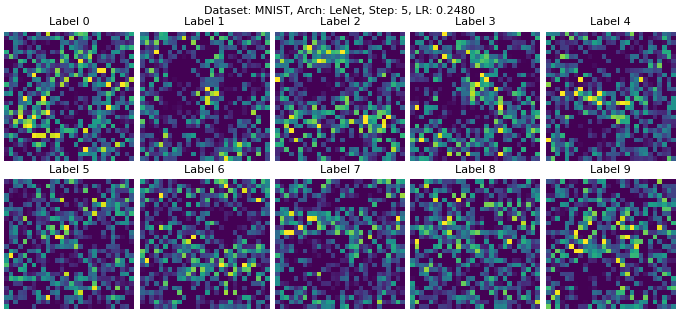 Dataset: MNIST, Arch: LeNet, Step: 5, LR: 0.2480
Label 0
Label 1
Label 2
Label 3
Label 4
Label 5
Label 6
Label 7
Label 8
Label 9